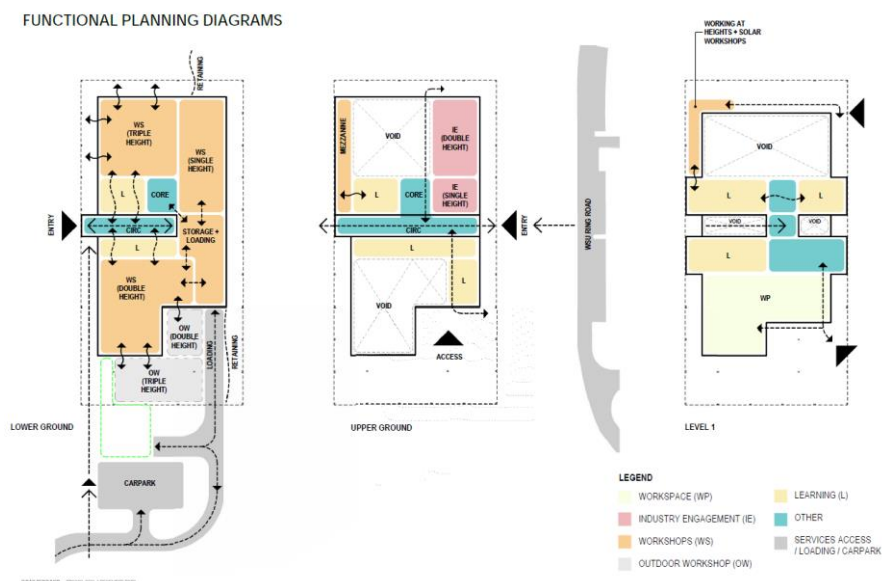 FUNCTIONAL PLANNING DIAGRAMS
RETAINING
WS
(TRIPLE
HEIGHT)
WS
(SINGLE
HEIGHT)
L
CORE
ENTRY
CIRC
STORAGE +
LOADING
L
WS
(DOUBLE
HEIGHT)
OW
(DOUBLE
HEIGHT)
OW
(TRIPLE
HEIGHT)
LOADING
RETAINING
LOWER GROUND
CARPARK
MEZZANINE
VOID
IE
(DOUBLE
HEIGHT)
L
CORE
IE
(SINGLE
HEIGHT)
CIRC
ENTRY
L
VOID
L
ACCESS
UPPER GROUND
WSU RING ROAD
WORKING AT
HEIGHTS + SOLAR
WORKSHOPS
VOID
L
L
VOID
VOID
L
WP
LEVEL 1
LEGEND
WORKSPACE (WP)
INDUSTRY ENGAGEMENT (IE)
WORKSHOPS (WS)
OUTDOOR WORKSHOP (OW)
LEARNING (L)
OTHER
SERVICES ACCESS
/ LOADING / CARPARK